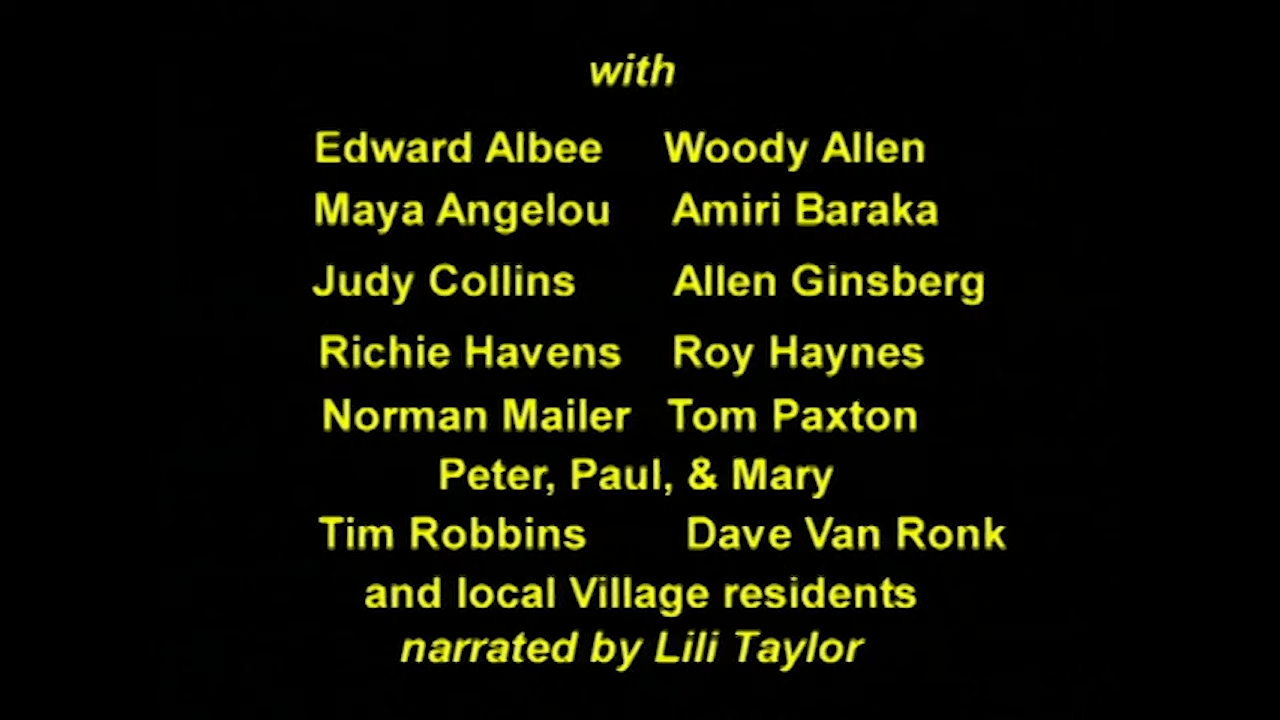 with
Edward Albee Woody Allen
Maya Angelou Amiri Baraka
Judy Collins Allen Ginsberg
Richie Havens Roy Haynes
Norman Mailer Tom Paxton
Peter, Paul, & Mary
Tim Robbins Dave Van Ronk
and local Village residents
narrated by Lili Taylor